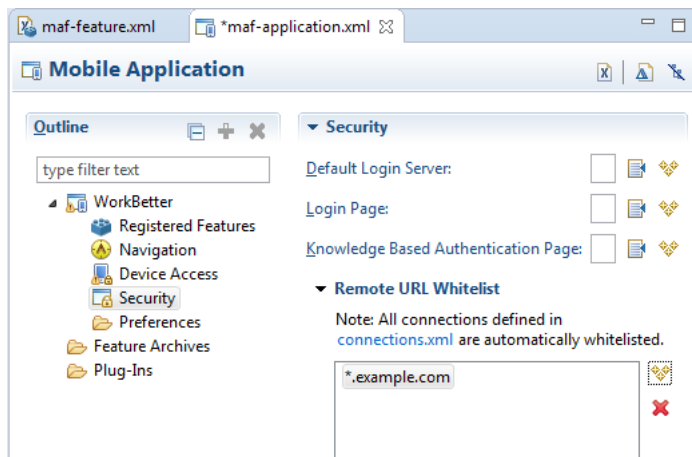 maf-feature.xml
*maf-application.xml
Mobile Application
Outline
Security
type filter text
Default Login Server:
WorkBetter
Login Page:
Registered Features
Navigation
Knowledge Based Authentication Page:
Device Access
Security
Remote URL Whitelist
Preferences
Note: All connections defined in
Feature Archives
connections.xml are automatically whitelisted.
Plug-Ins
*.example.com